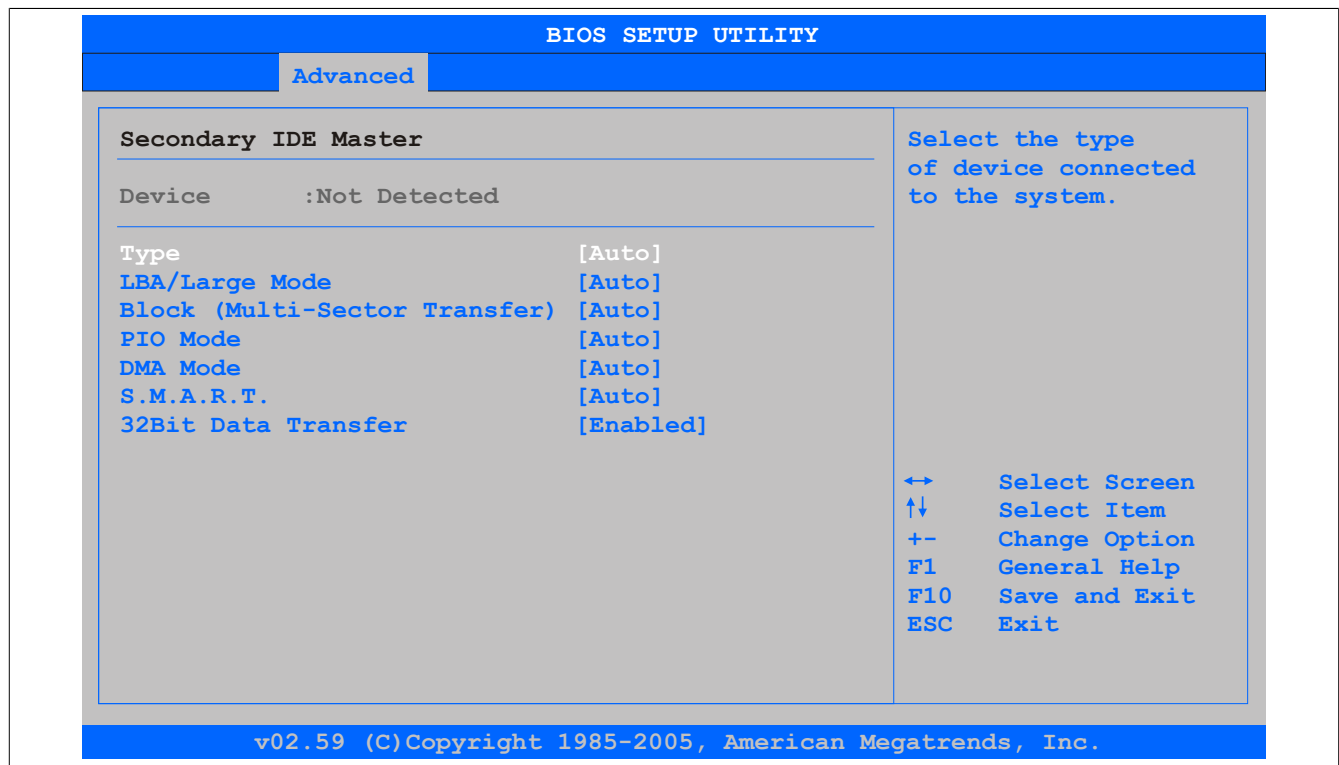 BIOS SETUP UTILITY
Advanced
Secondary IDE Master
Device :Not Detected
Type [Auto]
LBA/Large Mode [Auto]
Block (Multi-Sector Transfer) [Auto]
PIO Mode [Auto]
DMA Mode [Auto]
S.M.A.R.T. [Auto]
32Bit Data Transfer [Enabled]
Select the type
of device connected
to the system.
↔ Select Screen
↑↓ Select Item
+- Change Option
F1 General Help
F10 Save and Exit
ESC Exit
v02.59 (C)Copyright 1985-2005, American Megatrends, Inc.